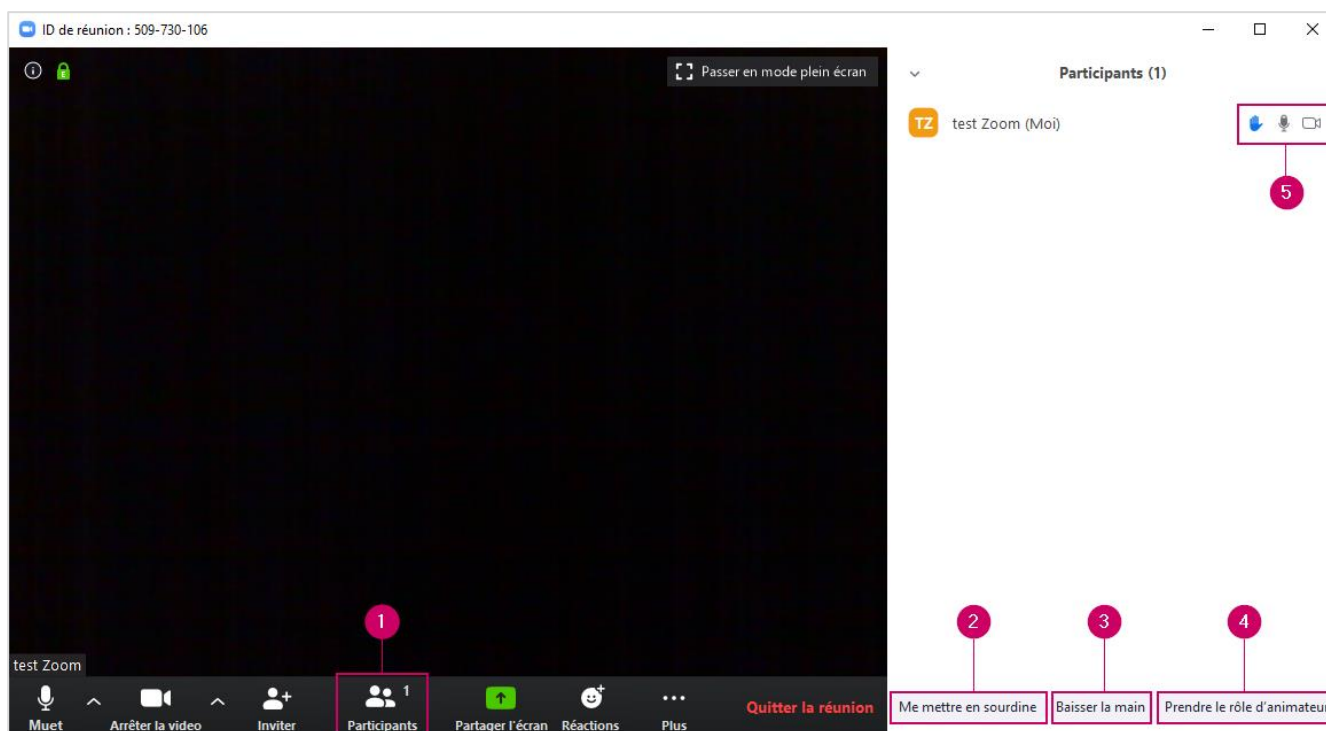 ID de réunion : 509-730-106
Passer en mode plein écran
Participants (1)
TZ test Zoom (Moi)
5
1
2
3
4
test Zoom
1
Muet
Arrêter la video
Inviter
Participants
Partager l'écran
Réactions
Plus
Quitter la réunion
Me mettre en sourdine
Baisser la main
Prendre le rôle d'animateur